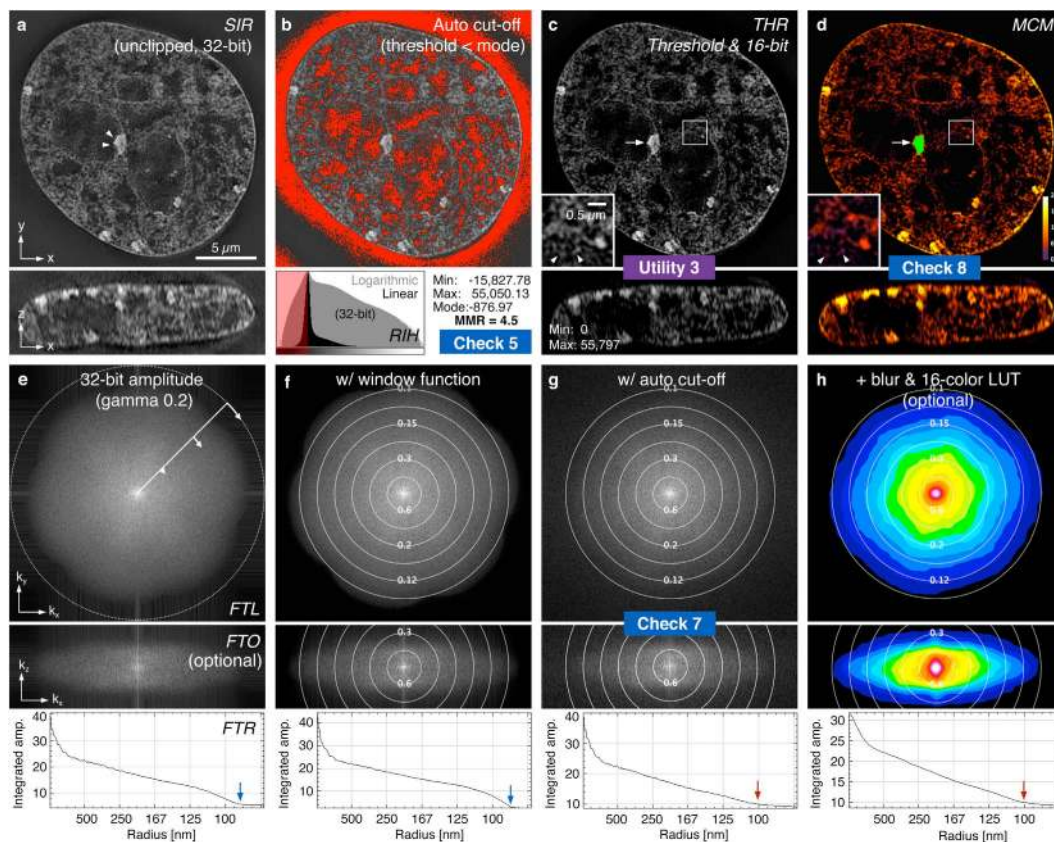 a
SIR
(unclipped, 32-bit)
y
x
5 µm
z
x
b
Auto cut-off
(threshold < mode)
Logarithmic
Linear
(32-bit)
RIH
Min: -15,827.78
Max: 55,050.13
Mode:-876.97
MMR = 4.5
Check 5
c
THR
Threshold & 16-bit
0.5 µm
Utility 3
Min: 0
Max: 55,797
d
MCM
Check 8
e
32-bit amplitude
(gamma 0.2)
ky
kx
FTL
FTO
(optional)
kz
kx
FTR
Integrated amp.
40
30
20
10
500 250 167 125 100
Radius [nm]
f
w/ window function
0.1
0.15
0.3
0.6
0.2
0.12
0.3
0.6
Integrated amp.
40
30
20
10
500 250 167 125 100
Radius [nm]
g
w/ auto cut-off
0.1
0.15
0.3
0.6
0.2
0.12
Check 7
0.3
0.6
Integrated amp.
40
30
20
10
500 250 167 125 100
Radius [nm]
h
+ blur & 16-color LUT
(optional)
0.15
0.3
0.6
0.2
0.12
0.3
0.6
Integrated amp.
30
25
20
15
10
500 250 167 125 100
Radius [nm]